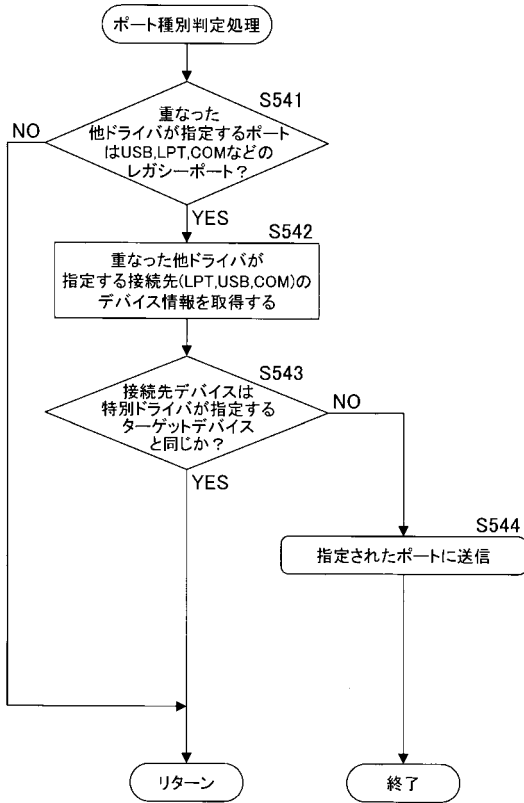 ポート種別判定処理
S541
重なった
他ドライバが指定するポート
はUSB,LPT,COMなどの
レガシーポート？
NO
YES
S542
重なった他ドライバが
指定する接続先(LPT,USB,COM)の
デバイス情報を取得する
S543
接続先デバイスは
特別ドライバが指定する
ターゲットデバイス
と同じか？
NO
YES
S544
指定されたポートに送信
リターン
終了